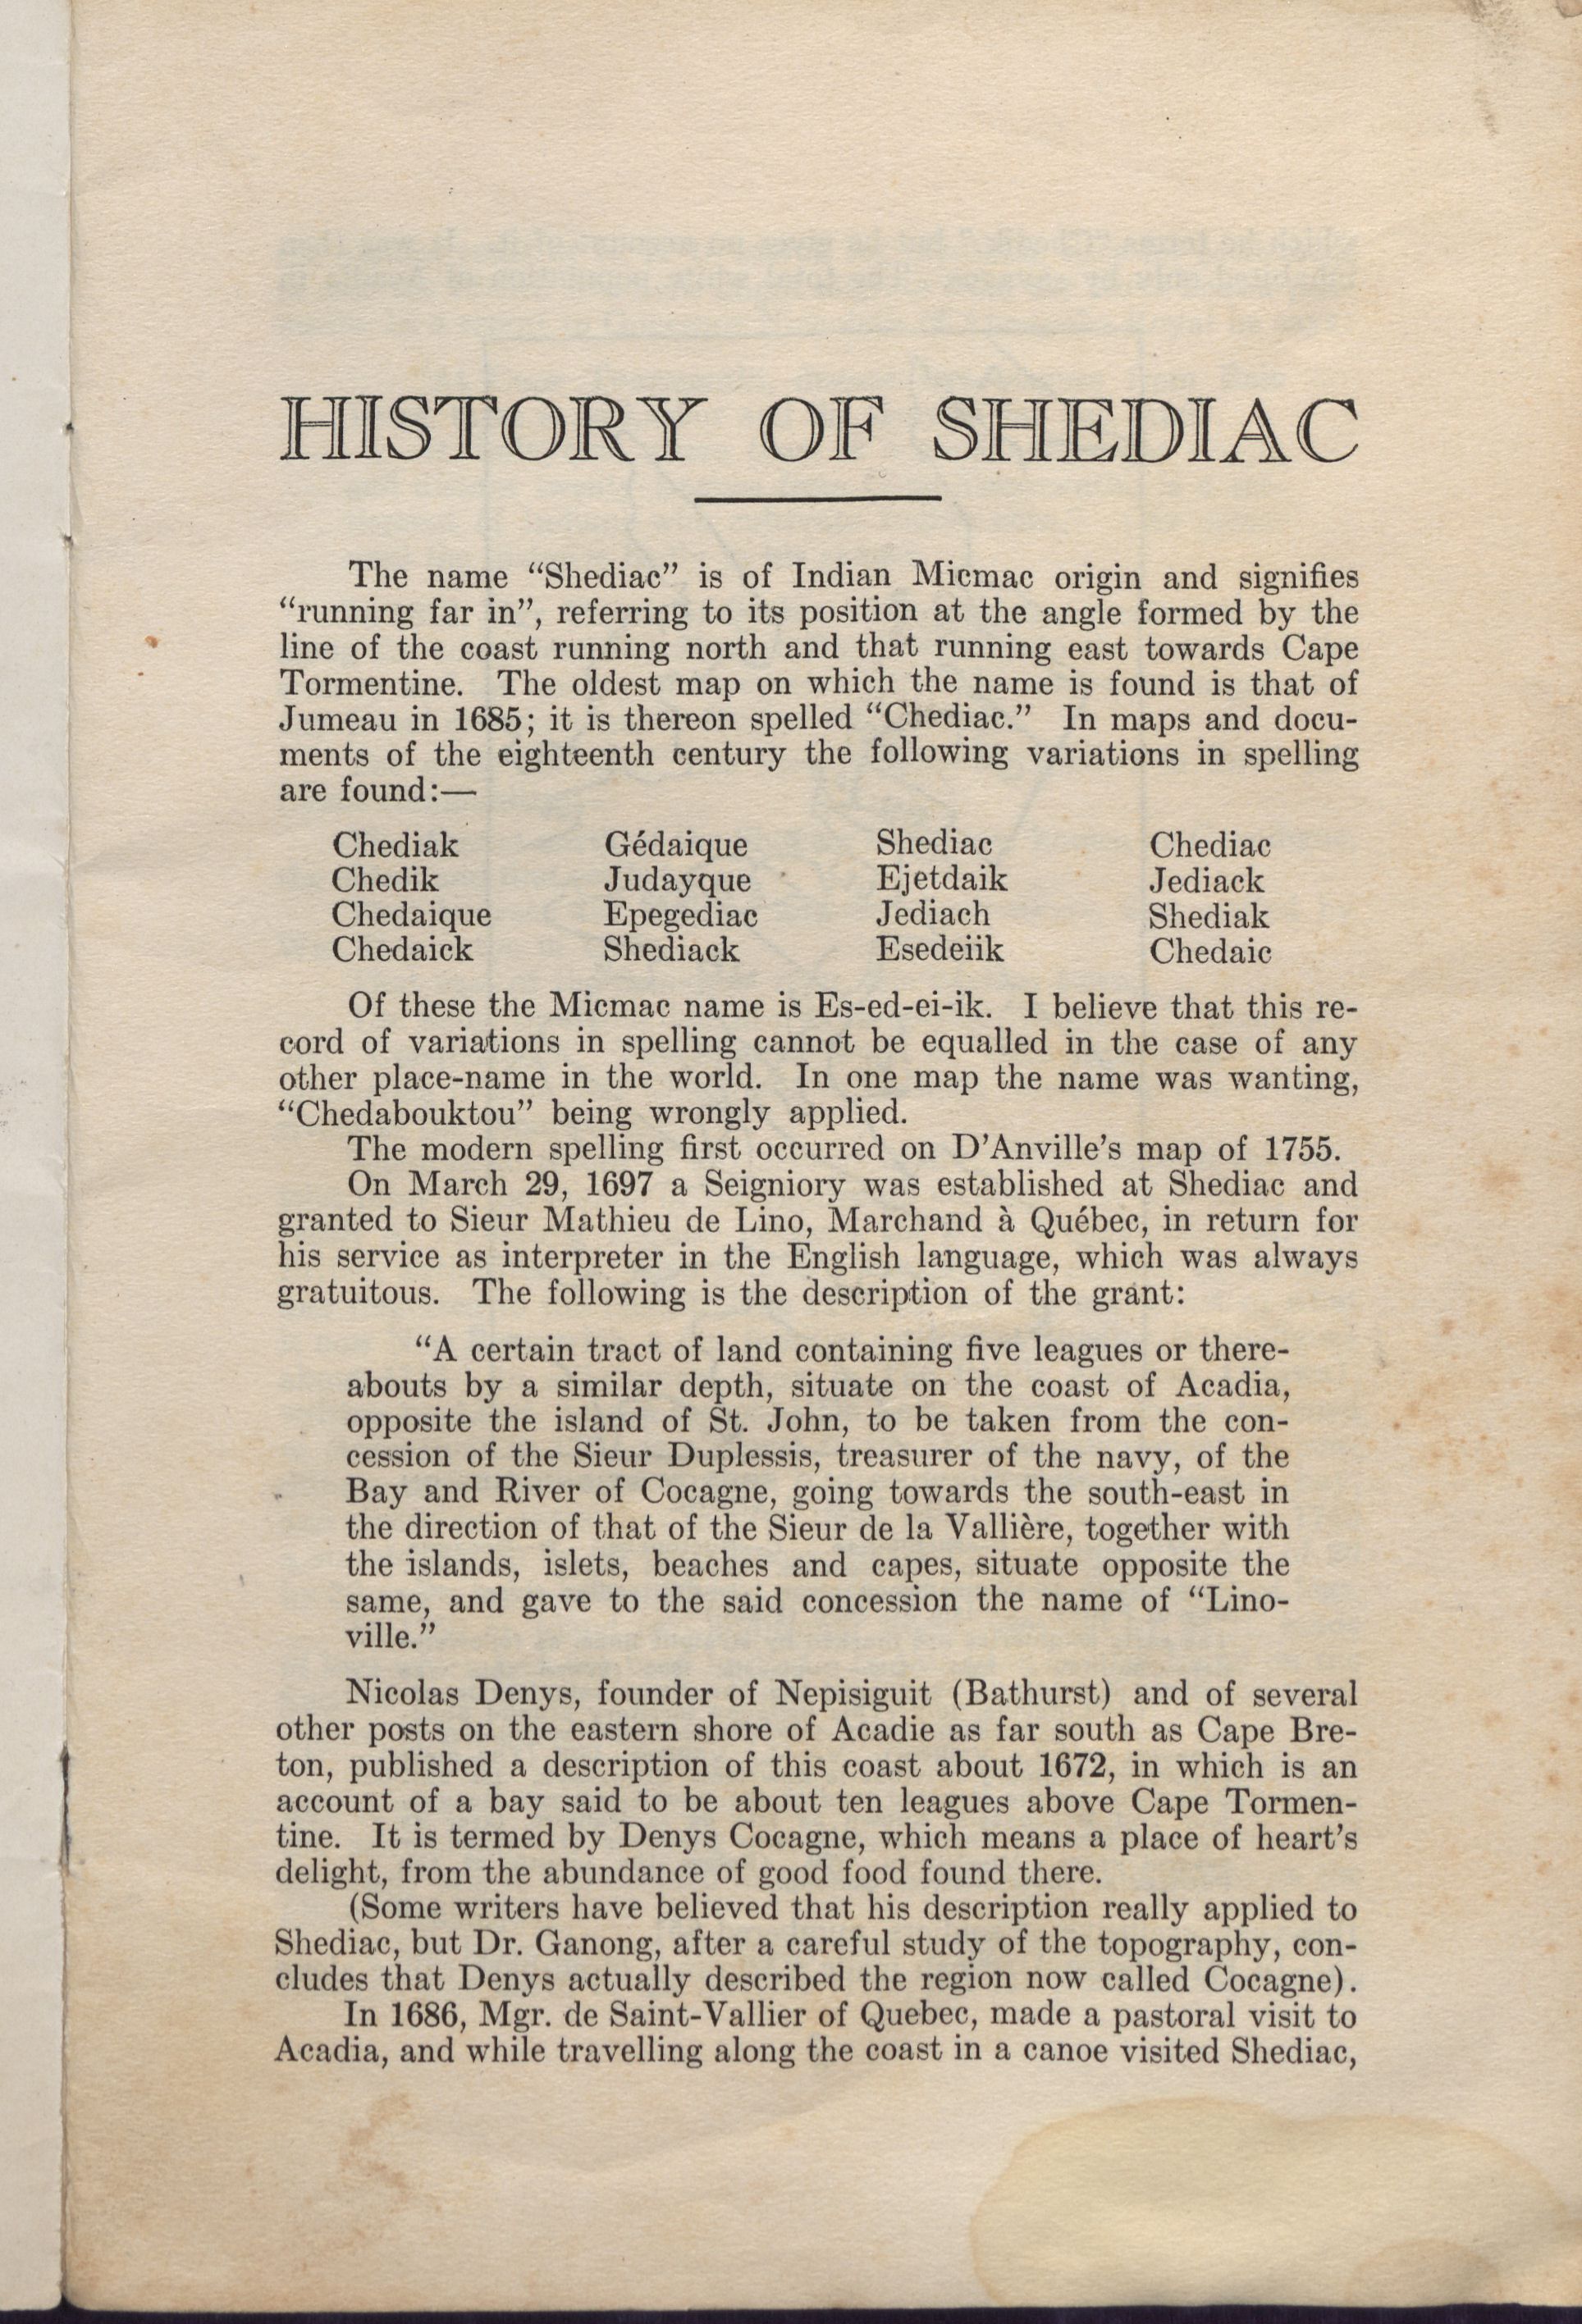 HISTORY OF SHEDIAC
The name “Shediac” is of Indian Micmac origin and signifies
“running far in”, referring to its position at the angle formed by the
line of the coast running north and that running east towards Cape
Tormentine. The oldest map on which the name is found is that of
Jumeau in 1685; it is thereon spelled “Chediac.” In maps and docu-
ments of the eighteenth century the following variations in spelling
are found:—
Chediak Gédaique Shediac Chediac
Chedik Judayque Ejetdaik Jediack
Chedaique Epegediac Jediach Shediak
Chedaick Shediack Esedeiik Chedaic
Of these the Micmac name is Es-ed-ei-ik. I believe that this re-
cord of variations in spelling cannot be equalled in the case of any
other place-name in the world. In one map the name was wanting,
“Chedabouktou” being wrongly applied.
The modern spelling first occurred on D’Anville’s map of 1755.
On March 29, 1697 a Seigniory was established at Shediac and
granted to Sieur Mathieu de Lino, Marchand à Québec, in return for
his service as interpreter in the English language, which was always
gratuitous. The following is the description of the grant:
“A certain tract of land containing five leagues or there-
abouts by a similar depth, situate on the coast of Acadia,
opposite the island of St. John, to be taken from the con-
cession of the Sieur Duplessis, treasurer of the navy, of the
Bay and River of Cocagne, going towards the south-east in
the direction of that of the Sieur de la Vallière, together with
the islands, islets, beaches and capes, situate opposite the
same, and gave to the said concession the name of “Lino-
ville.”
Nicolas Denys, founder of Nepisiguit (Bathurst) and of several
other posts on the eastern shore of Acadie as far south as Cape Bre-
ton, published a description of this coast about 1672, in which is an
account of a bay said to be about ten leagues above Cape Tormen-
tine. It is termed by Denys Cocagne, which means a place of heart’s
delight, from the abundance of good food found there.
(Some writers have believed that his description really applied to
Shediac, but Dr. Ganong, after a careful study of the topography, con-
cludes that Denys actually described the region now called Cocagne).
In 1686, Mgr. de Saint-Vallier of Quebec, made a pastoral visit to
Acadia, and while travelling along the coast in a canoe visited Shediac,